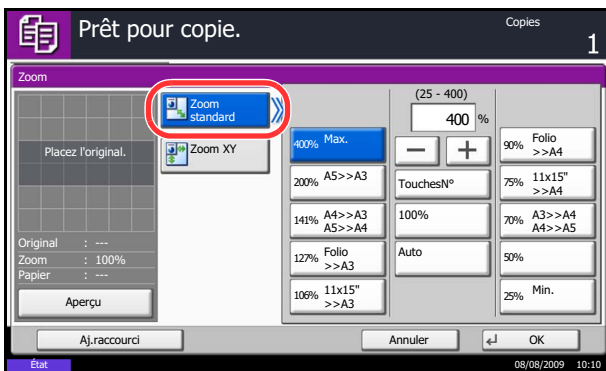 Prêt pour copie.
Copies
1
Zoom
Placez l'original.
Original : ---
Zoom : 100%
Papier : ---
Aperçu
Zoom
standard
Zoom XY
400% Max.
200% A5>>A3
141% A4>>A3
A5>>A4
127% Folio
>>A3
106% 11x15"
>>A3
(25 - 400)
400 %
TouchesN°
100%
Auto
90% Folio
>>A4
75% 11x15"
>>A4
70% A3>>A4
A4>>A5
50%
25% Min.
Aj.raccourci
Annuler
OK
État
08/08/2009 10:10